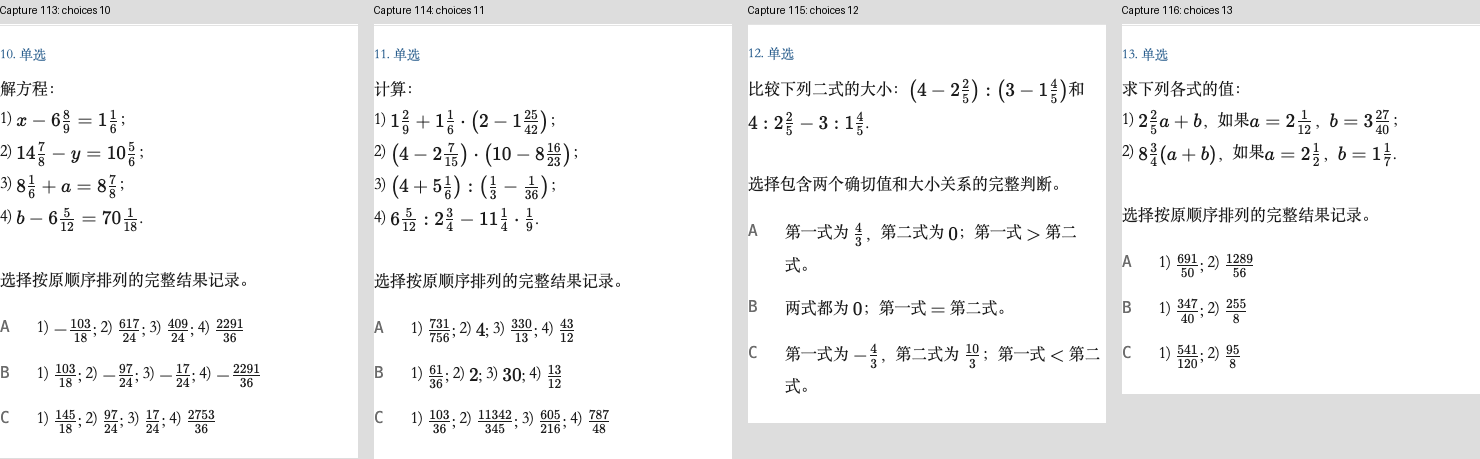 Capture 113: choices 10
10. 单选
解方程：
1) x − 6 8/9 = 1 1/6 ;
2) 14 7/8 − y = 10 5/6 ;
3) 8 1/6 + a = 8 7/8 ;
4) b − 6 5/12 = 70 1/18 .
选择按原顺序排列的完整结果记录。
A 1) − 103/18 ; 2) 617/24 ; 3) 409/24 ; 4) 2291/36
B 1) 103/18 ; 2) − 97/24 ; 3) − 17/24 ; 4) − 2291/36
C 1) 145/18 ; 2) 97/24 ; 3) 17/24 ; 4) 2753/36
Capture 114: choices 11
11. 单选
计算：
1) 1 2/9 + 1 1/6 · (2 − 1 25/42) ;
2) (4 − 2 7/15) · (10 − 8 16/23) ;
3) (4 + 5 1/6) : (1/3 − 1/36) ;
4) 6 5/12 : 2 3/4 − 11 1/4 · 1/9 .
选择按原顺序排列的完整结果记录。
A 1) 731/756 ; 2) 4; 3) 330/13 ; 4) 43/12
B 1) 61/36 ; 2) 2; 3) 30; 4) 13/12
C 1) 103/36 ; 2) 11342/345 ; 3) 605/216 ; 4) 787/48
Capture 115: choices 12
12. 单选
比较下列二式的大小：(4 − 2 2/5) : (3 − 1 4/5)和
4 : 2 2/5 − 3 : 1 4/5 .
选择包含两个确切值和大小关系的完整判断。
A 第一式为 4/3，第二式为 0；第一式 > 第二
式。
B 两式都为 0；第一式 = 第二式。
C 第一式为 − 4/3，第二式为 10/3；第一式 < 第二
式。
Capture 116: choices 13
13. 单选
求下列各式的值：
1) 2 2/5 a + b，如果a = 2 1/12，b = 3 27/40 ;
2) 8 3/4 (a + b)，如果a = 2 1/2，b = 1 1/7 .
选择按原顺序排列的完整结果记录。
A 1) 691/50 ; 2) 1289/56
B 1) 347/40 ; 2) 255/8
C 1) 541/120 ; 2) 95/8